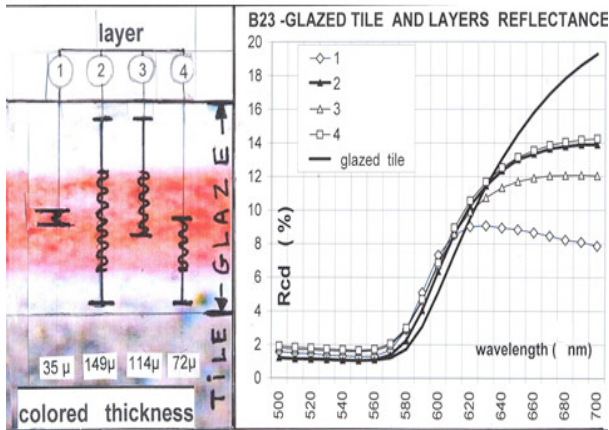 layer
1 2 3 4
GLAZE
TILE
35 µ 149µ 114µ 72µ
colored thickness
B23 -GLAZED TILE AND LAYERS REFLECTANCE
20
18
16
14
12
10
8
6
4
2
0
Rcd ( %)
1
2
3
4
glazed tile
wavelength ( nm)
500 520 540 560 580 600 620 640 660 680 700